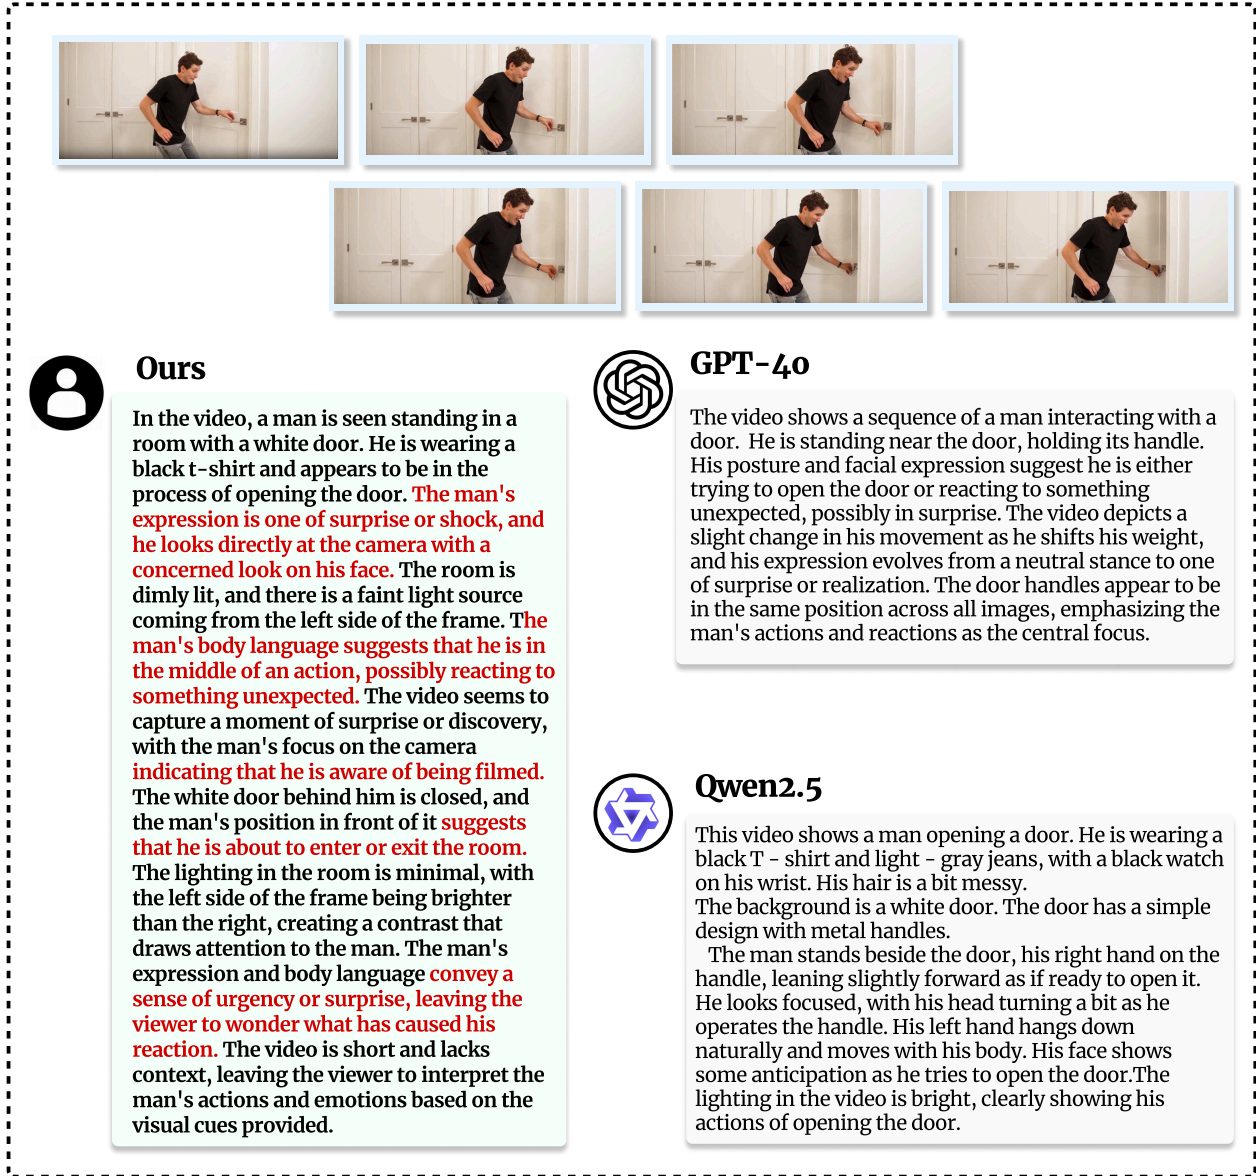 Ours
In the video, a man is seen standing in a
room with a white door. He is wearing a
black t-shirt and appears to be in the
process of opening the door. The man's
expression is one of surprise or shock, and
he looks directly at the camera with a
concerned look on his face. The room is
dimly lit, and there is a faint light source
coming from the left side of the frame. The
man's body language suggests that he is in
the middle of an action, possibly reacting to
something unexpected. The video seems to
capture a moment of surprise or discovery,
with the man's focus on the camera
indicating that he is aware of being filmed.
The white door behind him is closed, and
the man's position in front of it suggests
that he is about to enter or exit the room.
The lighting in the room is minimal, with
the left side of the frame being brighter
than the right, creating a contrast that
draws attention to the man. The man's
expression and body language convey a
sense of urgency or surprise, leaving the
viewer to wonder what has caused his
reaction. The video is short and lacks
context, leaving the viewer to interpret the
man's actions and emotions based on the
visual cues provided.
GPT-4o
The video shows a sequence of a man interacting with a
door.  He is standing near the door, holding its handle.
His posture and facial expression suggest he is either
trying to open the door or reacting to something
unexpected, possibly in surprise. The video depicts a
slight change in his movement as he shifts his weight,
and his expression evolves from a neutral stance to one
of surprise or realization. The door handles appear to be
in the same position across all images, emphasizing the
man's actions and reactions as the central focus.
Qwen2.5
This video shows a man opening a door. He is wearing a
black T - shirt and light - gray jeans, with a black watch
on his wrist. His hair is a bit messy.
The background is a white door. The door has a simple
design with metal handles.
The man stands beside the door, his right hand on the
handle, leaning slightly forward as if ready to open it.
He looks focused, with his head turning a bit as he
operates the handle. His left hand hangs down
naturally and moves with his body. His face shows
some anticipation as he tries to open the door.The
lighting in the video is bright, clearly showing his
actions of opening the door.